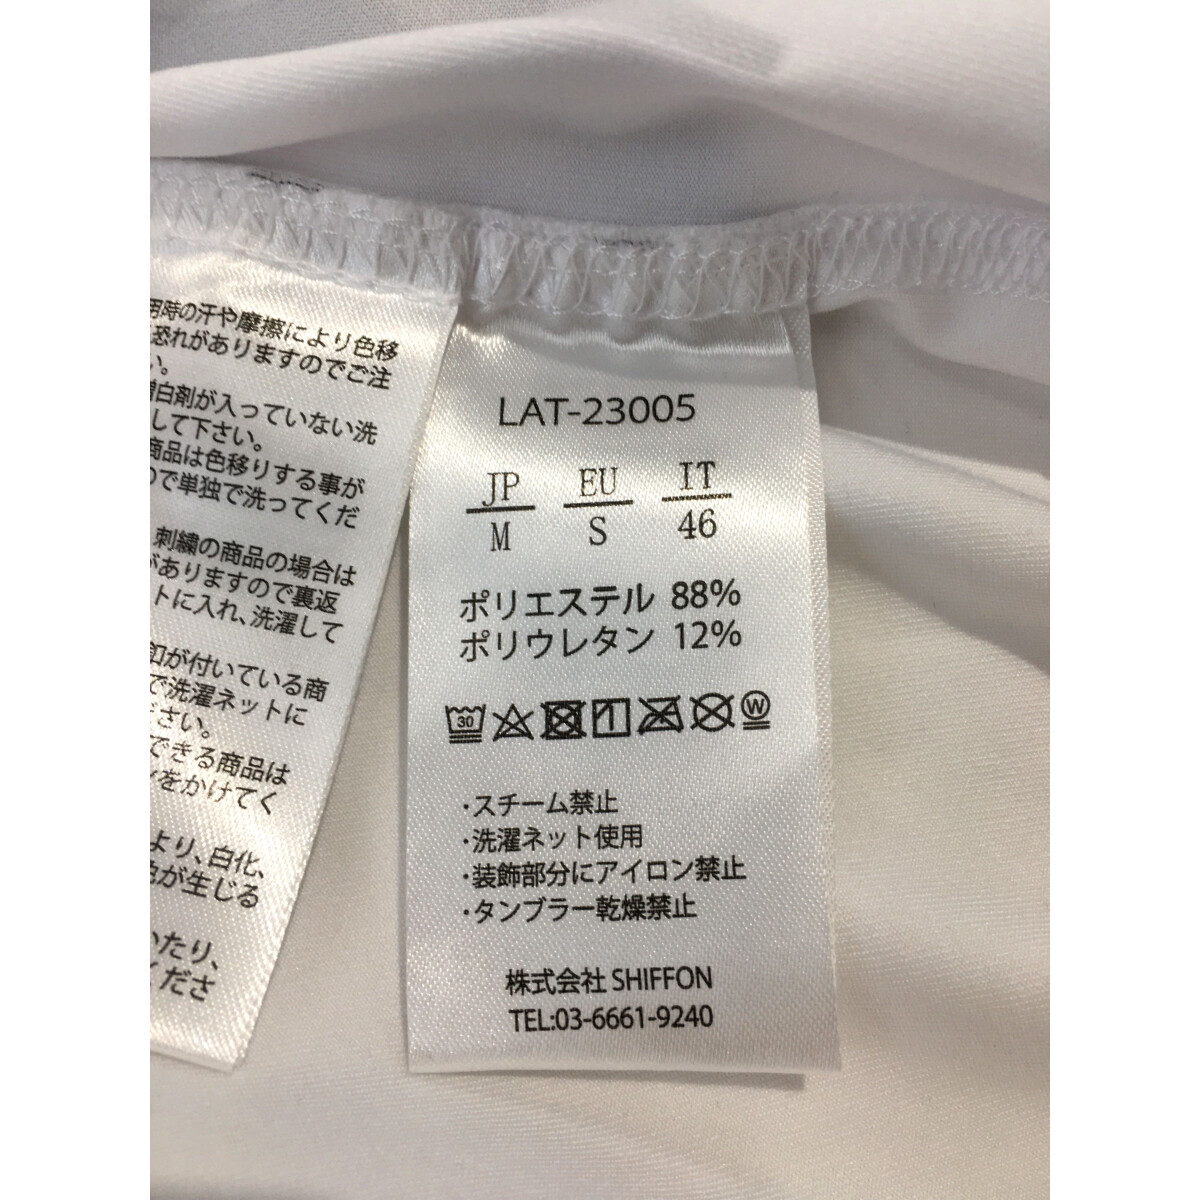 用時の汗や摩擦により色移
恐れがありますのでご注
い。
増白剤が入っていない洗
して下さい。
商品は色移りする事が
で単独で洗ってくだ
刺繍の商品の場合は
がありますので裏返
トに入れ、洗濯して
が付いている商
で洗濯ネットに
ださい。
できる商品は
をかけてく
より、白化、
が生じる
いたり、
くださ
LAT-23005
JP EU IT
M S 46
ポリエステル 88%
ポリウレタン 12%
30 W
・スチーム禁止
・洗濯ネット使用
・装飾部分にアイロン禁止
・タンブラー乾燥禁止
株式会社 SHIFFON
TEL:03-6661-9240